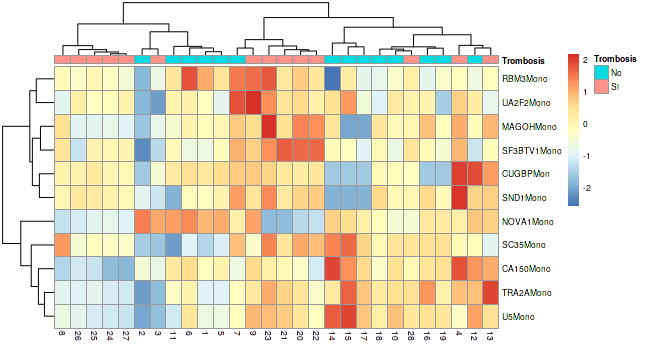 Trombosis
Trombosis
No
SI
2
1
0
-1
-2
RBM3Mono
UA2F2Mono
MAGOHMono
SF3BTV1Mono
CUGBPMon
SND1Mono
NOVA1Mono
SC35Mono
CA150Mono
TRA2AMono
U5Mono
8 26 25 24 27 2 3 11 6 1 5 7 9 23 21 20 22 14 15 17 18 10 28 16 19 4 12 13